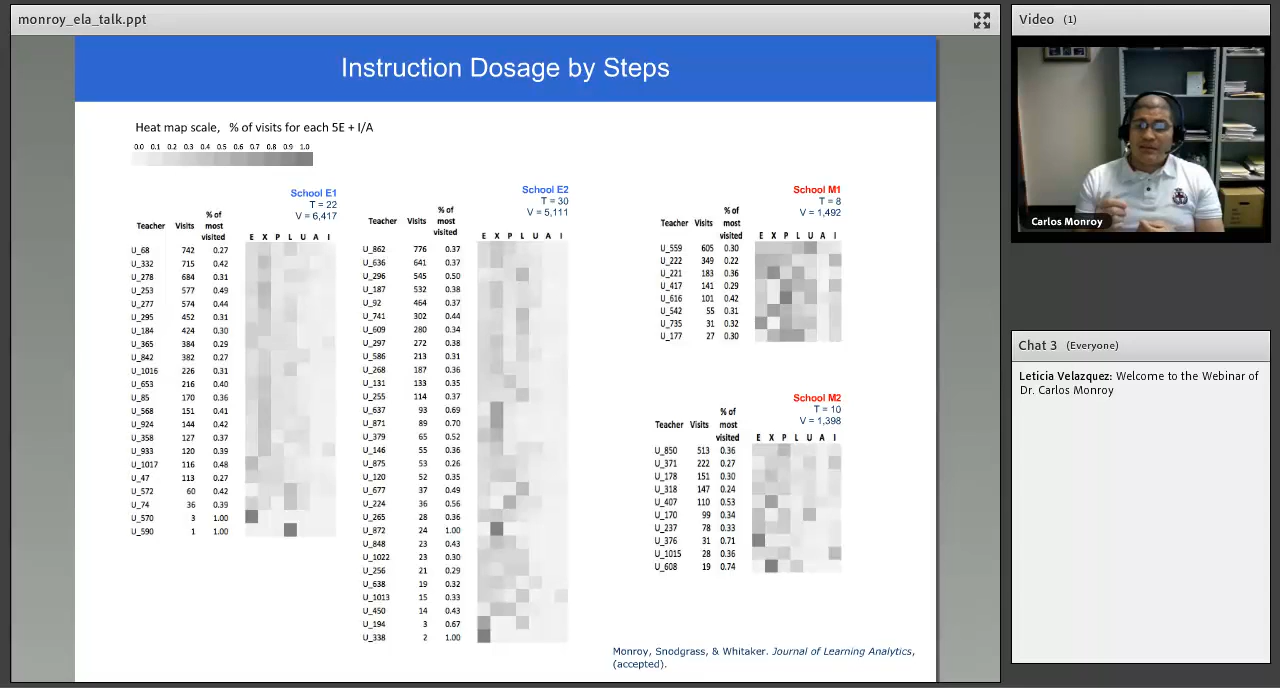 monroy_ela_talk.ppt
Instruction Dosage by Steps
Heat map scale, % of visits for each 5E + I/A
0.0 0.1 0.2 0.3 0.4 0.5 0.6 0.7 0.8 0.9 1.0
School E1
T = 22
V = 6,417
Teacher Visits % of most visited E X P L U A I
U_68 742 0.27
U_332 715 0.42
U_278 684 0.31
U_253 577 0.49
U_277 574 0.44
U_295 452 0.31
U_184 424 0.30
U_365 384 0.29
U_842 382 0.27
U_1016 226 0.31
U_653 216 0.40
U_85 170 0.36
U_568 151 0.41
U_924 144 0.42
U_358 127 0.37
U_933 120 0.39
U_1017 116 0.48
U_47 113 0.27
U_572 60 0.42
U_74 36 0.39
U_570 3 1.00
U_590 1 1.00
School E2
T = 30
V = 5,111
Teacher Visits % of most visited E X P L U A I
U_862 776 0.37
U_636 641 0.37
U_296 545 0.50
U_187 532 0.38
U_92 464 0.37
U_741 302 0.44
U_609 280 0.34
U_297 272 0.38
U_586 213 0.31
U_268 187 0.36
U_131 133 0.35
U_255 114 0.37
U_637 93 0.69
U_871 89 0.70
U_379 65 0.52
U_146 55 0.36
U_875 53 0.26
U_120 52 0.35
U_677 37 0.49
U_224 36 0.56
U_265 28 0.36
U_872 24 1.00
U_848 23 0.43
U_1022 23 0.30
U_256 21 0.29
U_638 19 0.32
U_1013 15 0.33
U_450 14 0.43
U_194 3 0.67
U_338 2 1.00
School M1
T = 8
V = 1,492
Teacher Visits % of most visited E X P L U A I
U_559 605 0.30
U_222 349 0.22
U_221 183 0.36
U_417 141 0.29
U_616 101 0.42
U_542 55 0.31
U_735 31 0.32
U_177 27 0.30
School M2
T = 10
V = 1,398
Teacher Visits % of most visited E X P L U A I
U_850 513 0.36
U_371 222 0.27
U_178 151 0.30
U_318 147 0.24
U_407 110 0.53
U_170 99 0.34
U_237 78 0.33
U_376 31 0.71
U_1015 28 0.36
U_608 19 0.74
Monroy, Snodgrass, & Whitaker. Journal of Learning Analytics,
(accepted).
Video (1)
Carlos Monroy
Chat 3 (Everyone)
Leticia Velazquez: Welcome to the Webinar of
Dr. Carlos Monroy